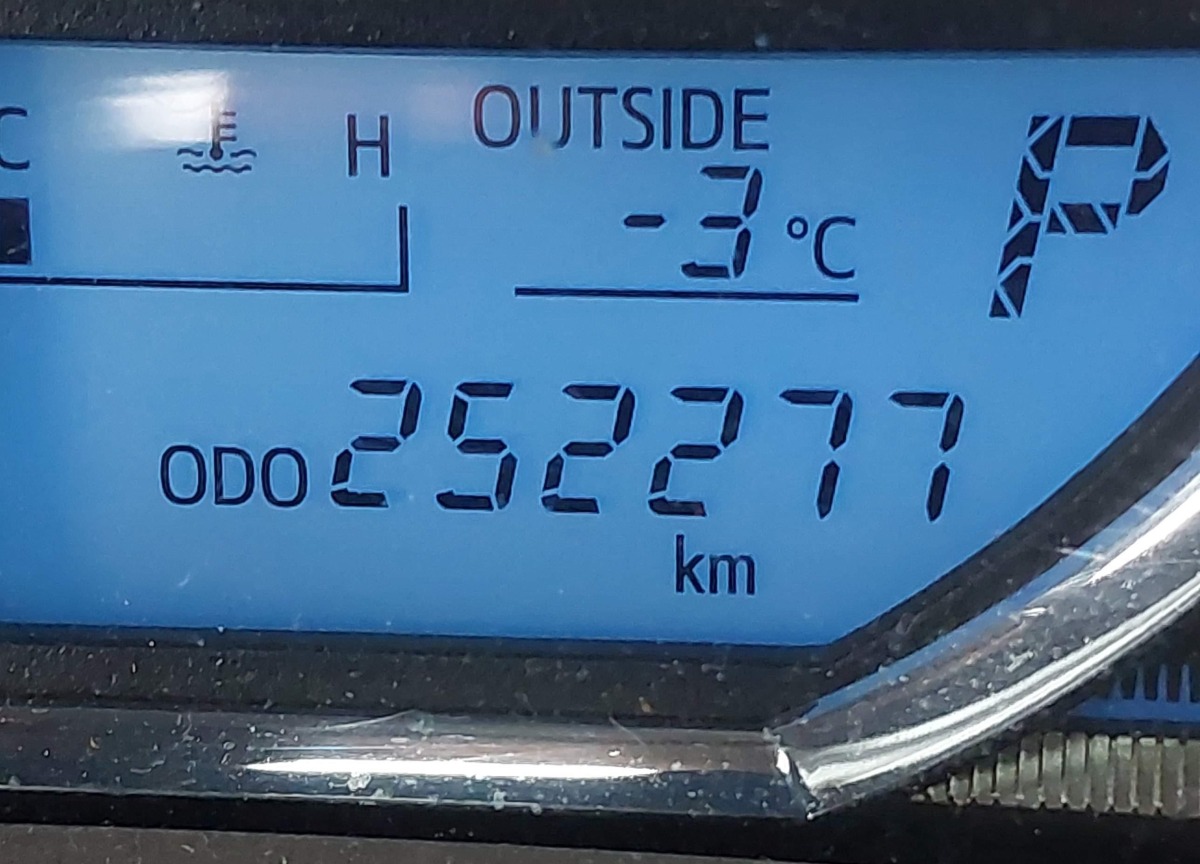 C H OUTSIDE
-3 °C P
ODO 252277
km